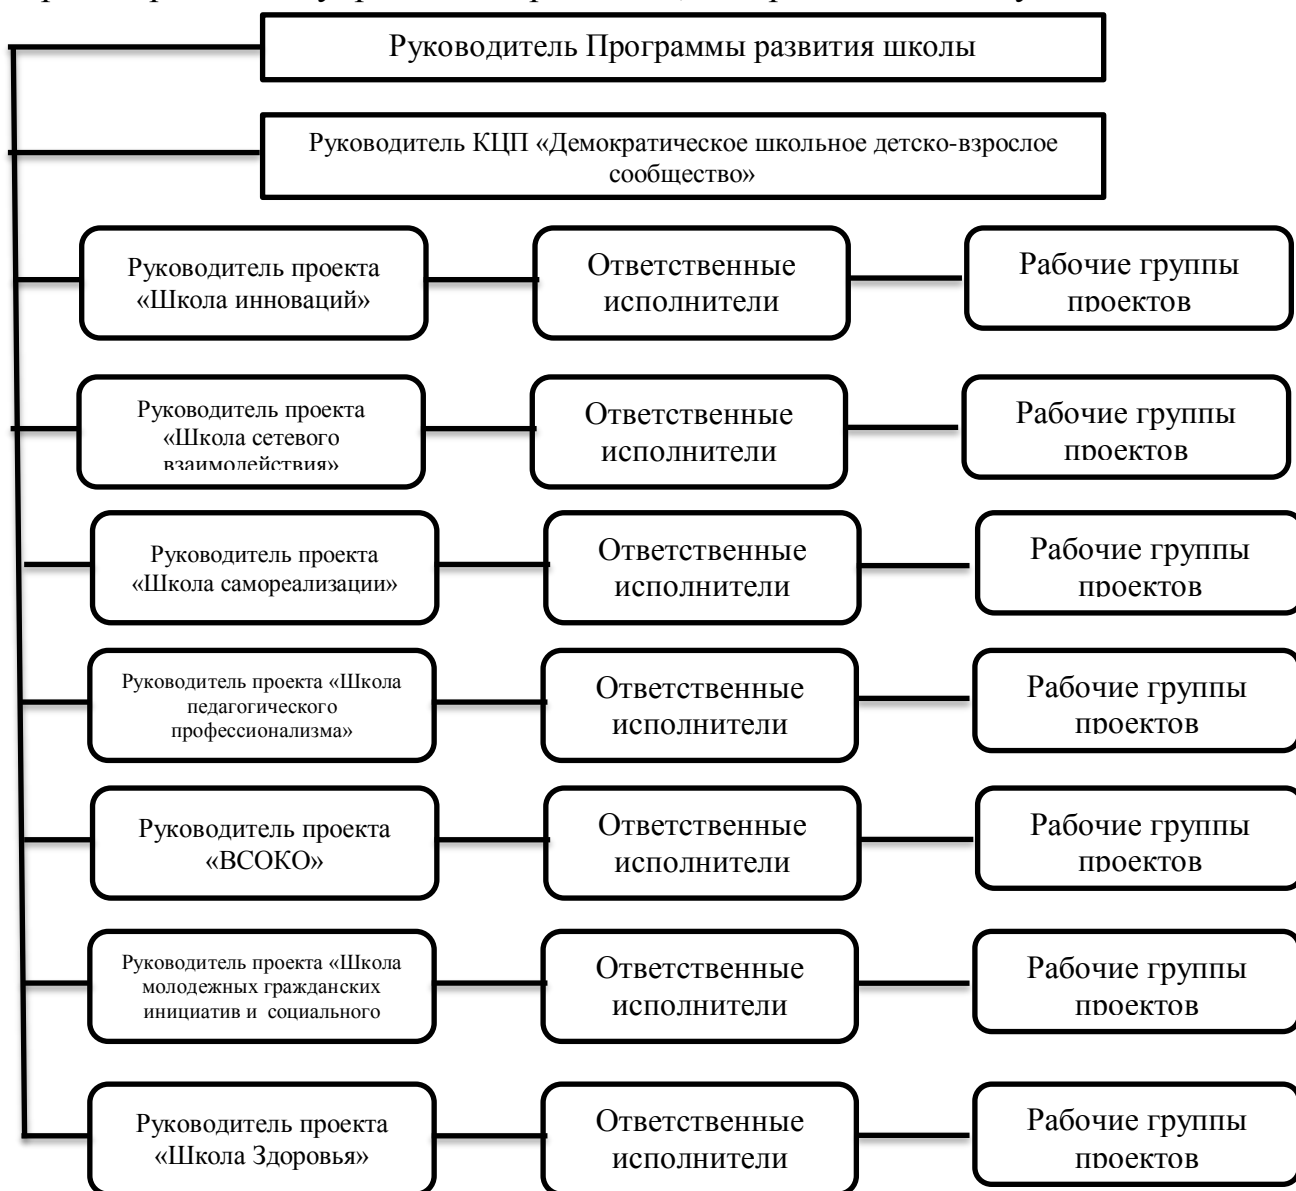 Руководитель Программы развития школы
Руководитель КЦП «Демократическое школьное детско-взрослое
сообщество»
Руководитель проекта
«Школа инноваций»
Ответственные
исполнители
Рабочие группы
проектов
Руководитель проекта
«Школа сетевого
взаимодействия»
Ответственные
исполнители
Рабочие группы
проектов
Руководитель проекта
«Школа самореализации»
Ответственные
исполнители
Рабочие группы
проектов
Руководитель проекта «Школа
педагогического
профессионализма»
Ответственные
исполнители
Рабочие группы
проектов
Руководитель проекта
«ВСОКО»
Ответственные
исполнители
Рабочие группы
проектов
Руководитель проекта «Школа
молодежных гражданских
инициатив и социального
Ответственные
исполнители
Рабочие группы
проектов
Руководитель проекта
«Школа Здоровья»
Ответственные
исполнители
Рабочие группы
проектов